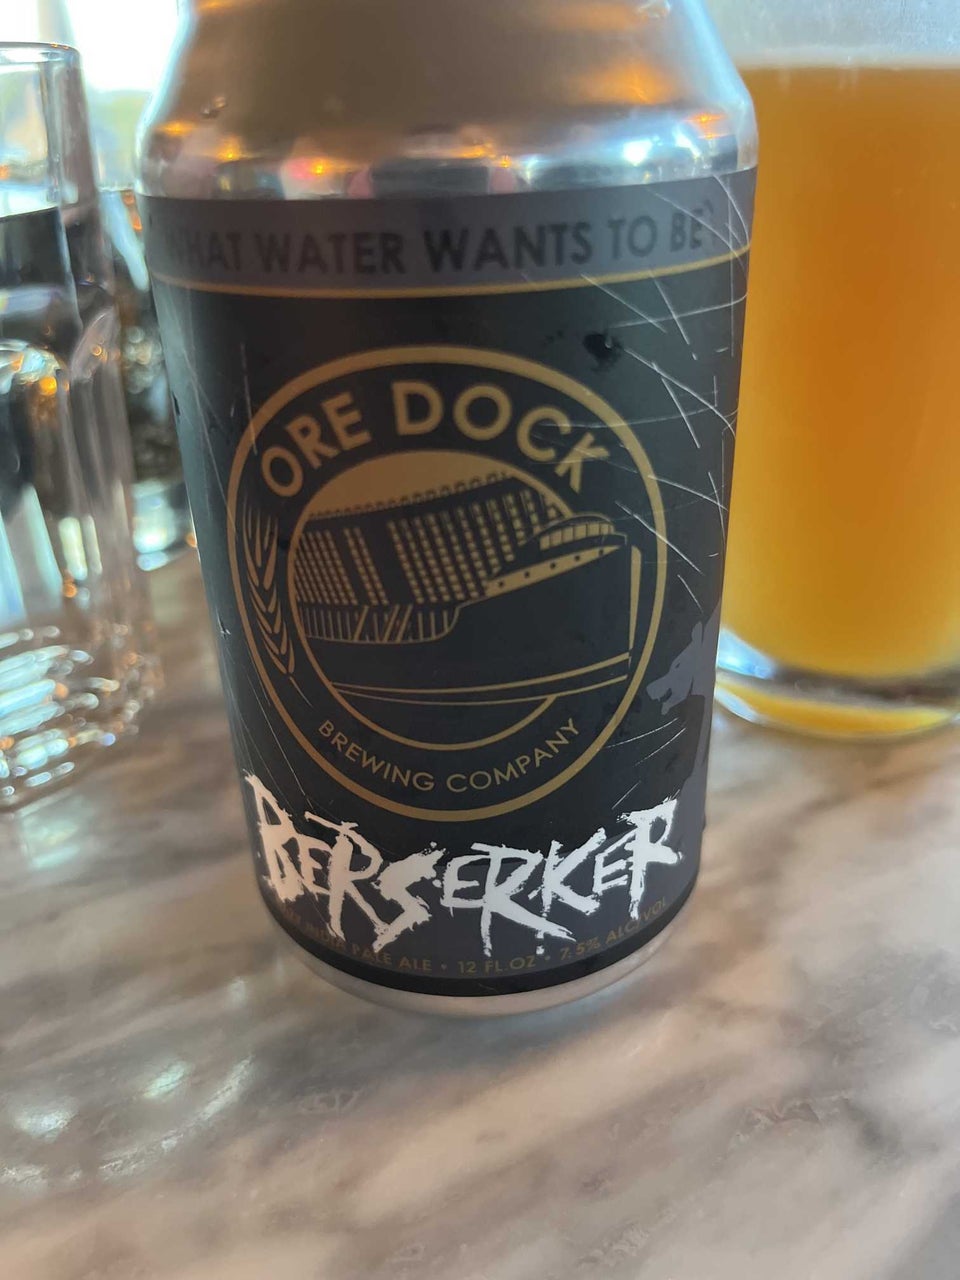 WHAT WATER WANTS TO BE
ORE DOCK
BREWING COMPANY
BERSERKER
INDIA PALE ALE • 12 FL OZ • 7.5% ALC/VOL